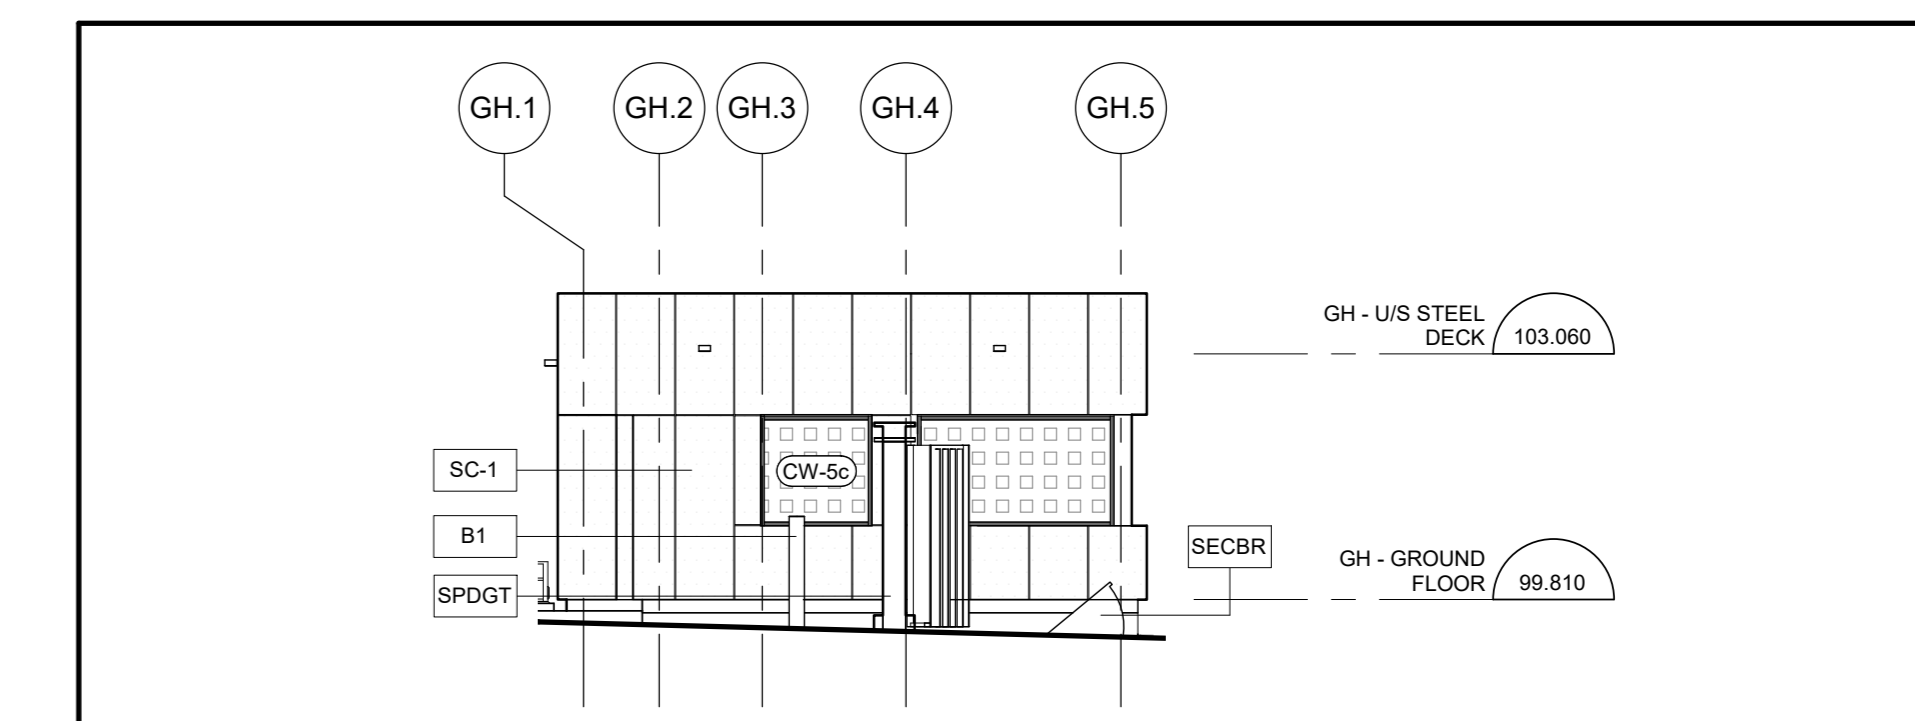 GH.1
GH.2
GH.3
GH.4
GH.5
GH - U/S STEEL
DECK
103.060
SC-1
CW-5c
B1
SECBR
GH - GROUND
FLOOR
99.810
SPDGT